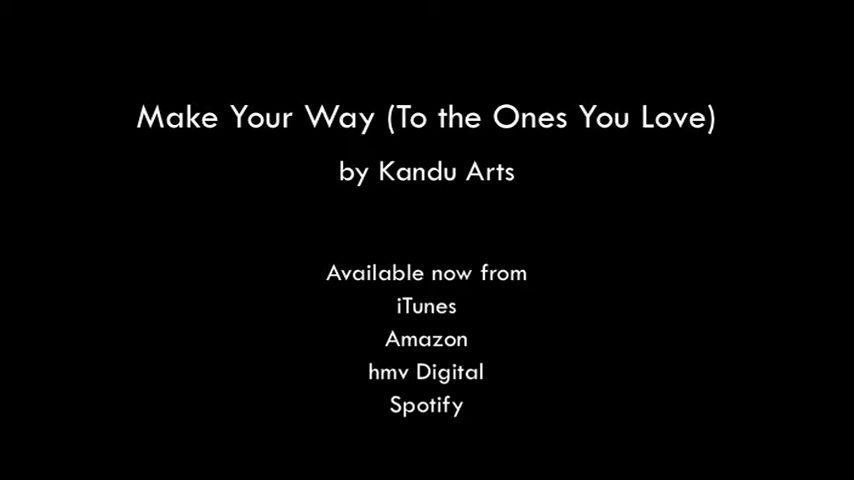 Make Your Way (To the Ones You Love)
by Kandu Arts
Available now from
iTunes
Amazon
hmv Digital
Spotify